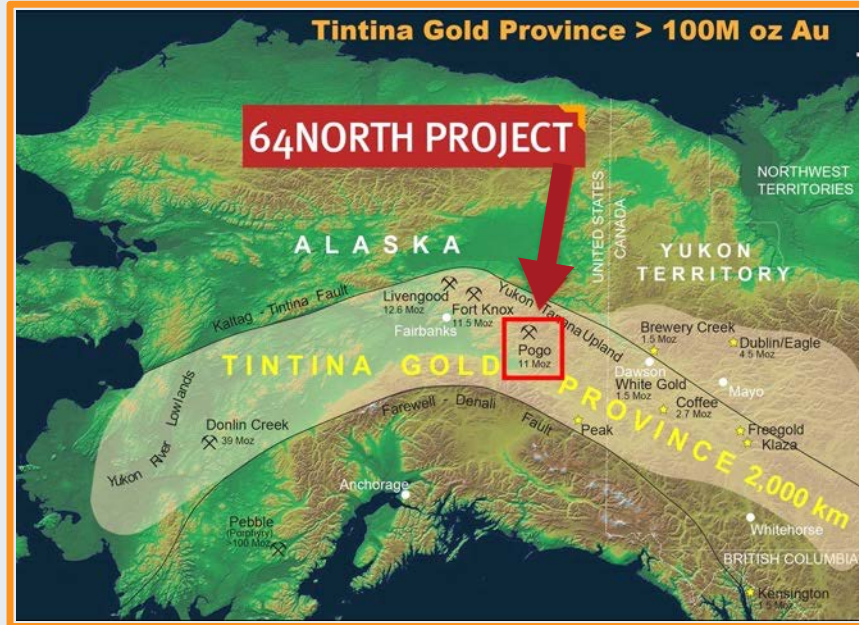 Tintina Gold Province > 100M oz Au
64NORTH PROJECT
NORTHWEST
TERRITORIES
UNITED STATES
CANADA
ALASKA
YUKON
TERRITORY
Kaltag - Tintina Fault
Livengood
12.6 Moz
Fort Knox
11.5 Moz
Fairbanks
Yukon - Tanana Upland
Pogo
11 Moz
Brewery Creek
1.5 Moz
Dublin/Eagle
4.5 Moz
Dawson
White Gold
1.5 Moz
Mayo
Coffee
2.7 Moz
TINTINA GOLD PROVINCE 2,000 km
Yukon River Lowlands
Donlin Creek
39 Moz
Farewell - Denali Fault
Peak
Freegold
Klaza
Anchorage
Pebble
(Porphyry)
>100 Moz
Whitehorse
BRITISH COLUMBIA
Kensington
1.5 Moz